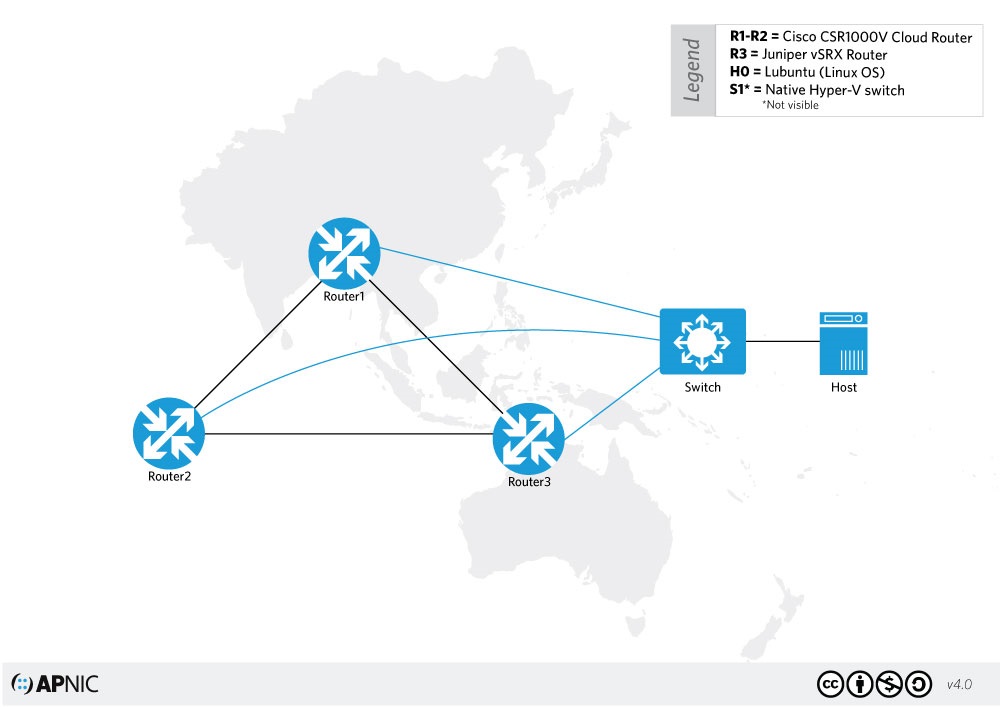 Legend
R1-R2 = Cisco CSR1000V Cloud Router
R3 = Juniper vSRX Router
H0 = Lubuntu (Linux OS)
S1* = Native Hyper-V switch
*Not visible
Router1
Switch
Host
Router2
Router3
APNIC
cc
$
v4.0